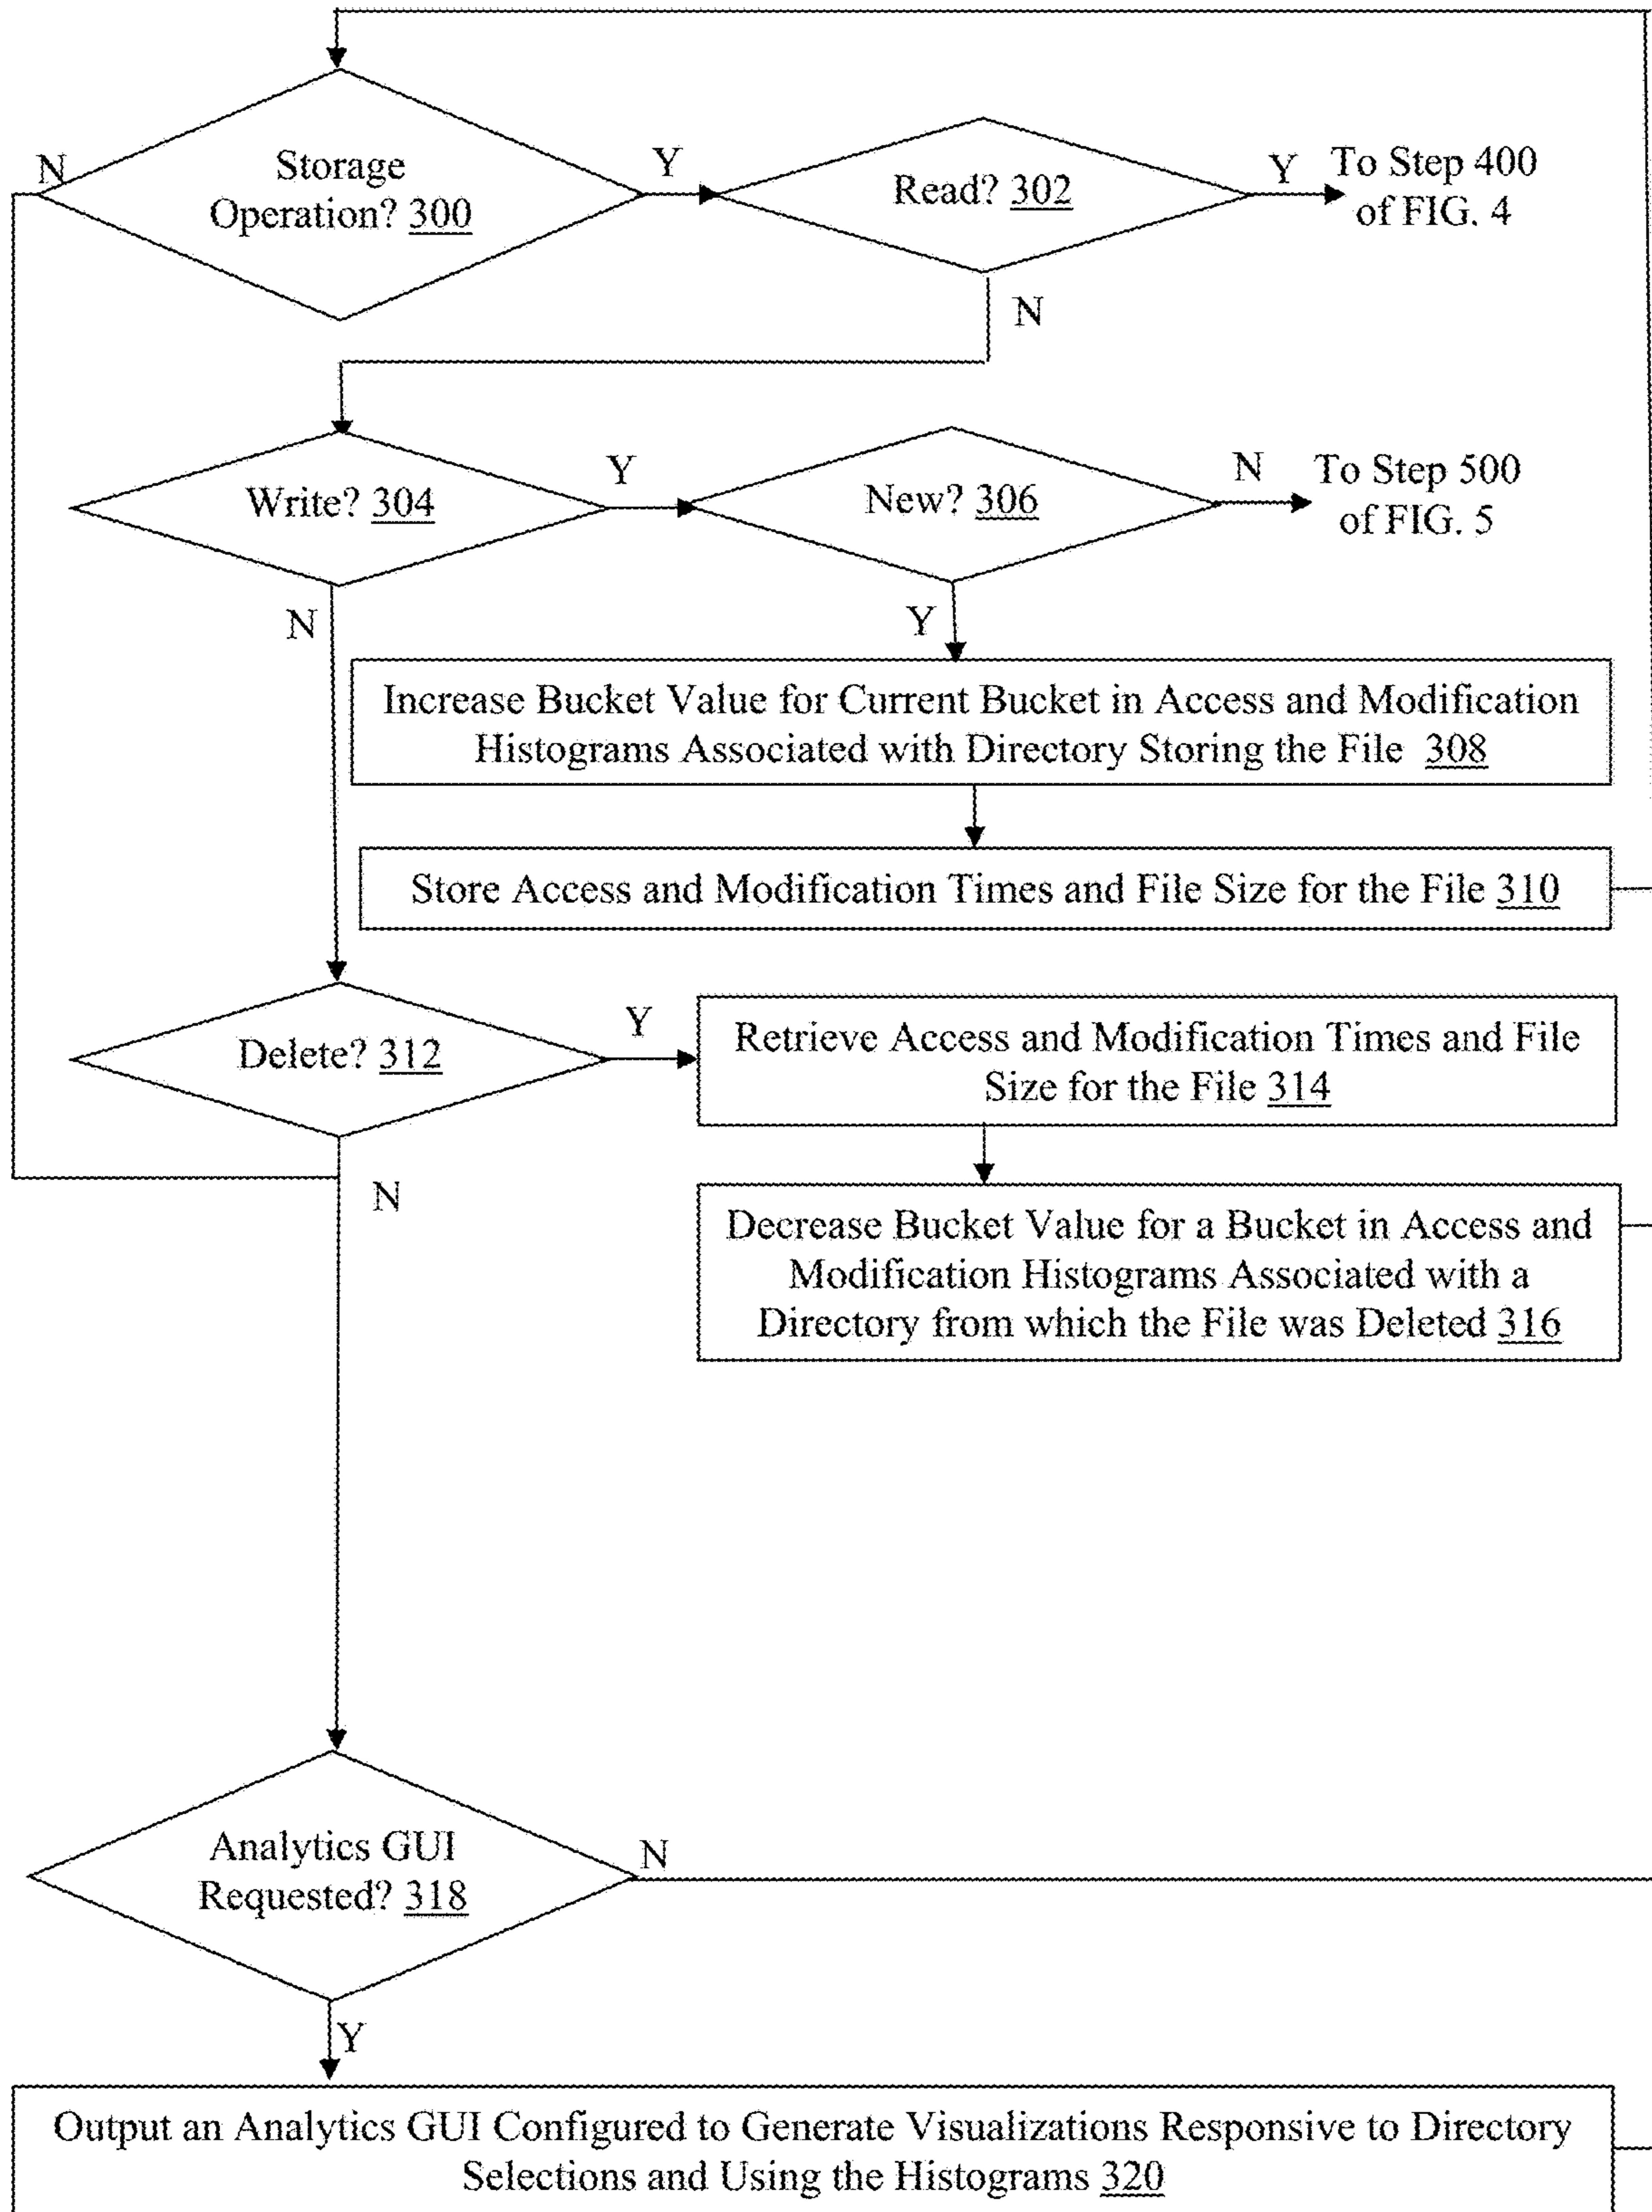 N
Storage
Operation? 300
Y
Read? 302
Y
To Step 400
of FIG. 4
N
Write? 304
Y
New? 306
N
To Step 500
of FIG. 5
N
Y
Increase Bucket Value for Current Bucket in Access and Modification
Histograms Associated with Directory Storing the File 308
Store Access and Modification Times and File Size for the File 310
Delete? 312
Y
Retrieve Access and Modification Times and File
Size for the File 314
N
Decrease Bucket Value for a Bucket in Access and
Modification Histograms Associated with a
Directory from which the File was Deleted 316
Analytics GUI
Requested? 318
N
Y
Output an Analytics GUI Configured to Generate Visualizations Responsive to Directory
Selections and Using the Histograms 320